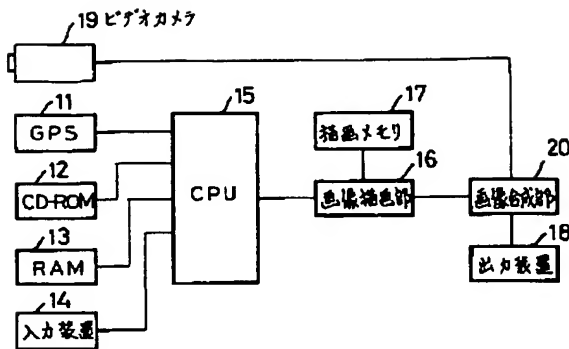 19 ビデオカメラ
11
GPS
12
CD-ROM
13
RAM
14
入力装置
15
CPU
17
描画メモリ
16
画像描画部
20
画像合成部
18
出力装置